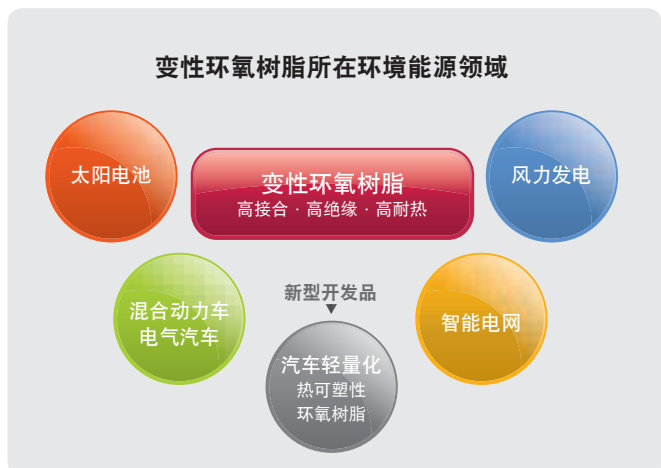 变性环氧树脂所在环境能源领域
太阳电池
变性环氧树脂
高接合 · 高绝缘 · 高耐热
风力发电
混合动力车
电气汽车
新型开发品
汽车轻量化
热可塑性
环氧树脂
智能电网